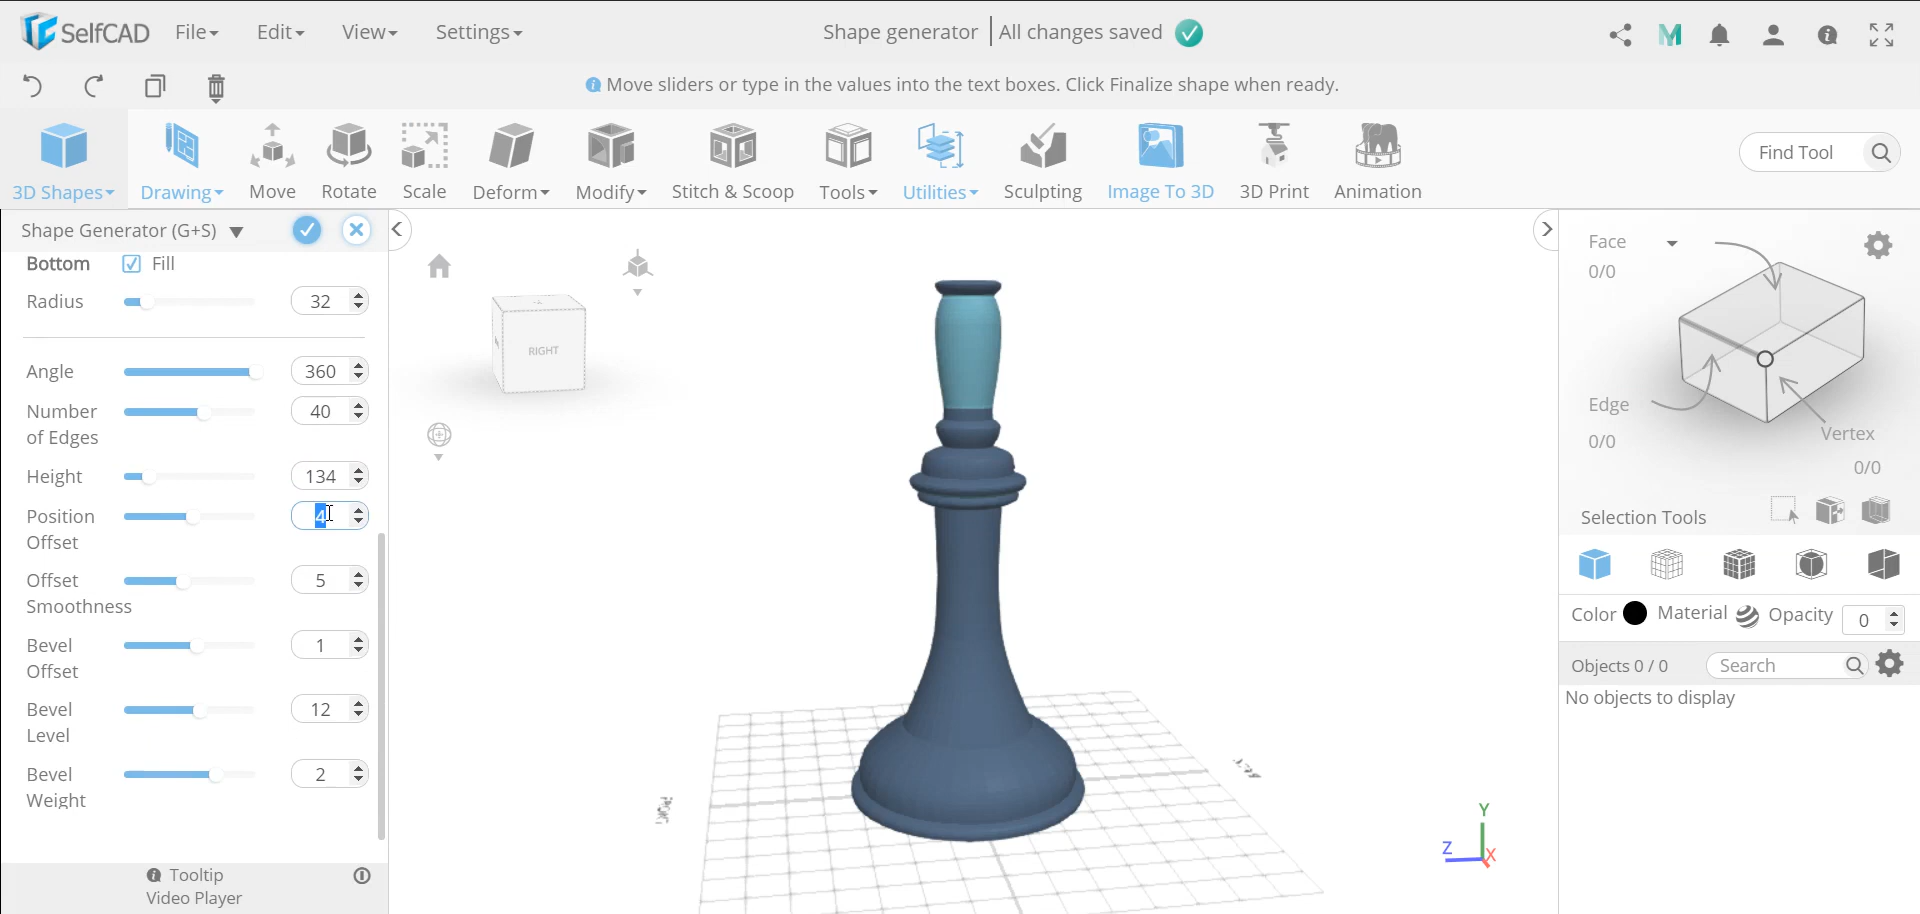 SelfCAD File Edit View Settings Shape generator All changes saved
Move sliders or type in the values into the text boxes. Click Finalize shape when ready.
3D Shapes Drawing Move Rotate Scale Deform Modify Stitch & Scoop Tools Utilities Sculpting Image To 3D 3D Print Animation Find Tool
Shape Generator (G+S)
Bottom Fill
Radius 32
Angle 360
Number 40
of Edges
Height 134
Position 4
Offset
Offset 5
Smoothness
Bevel 1
Offset
Bevel 12
Level
Bevel 2
Weight
Tooltip
Video Player
RIGHT
Y
Z
X
Face
0/0
Edge
0/0
Vertex
0/0
Selection Tools
Color Material Opacity 0
Objects 0 / 0 Search
No objects to display